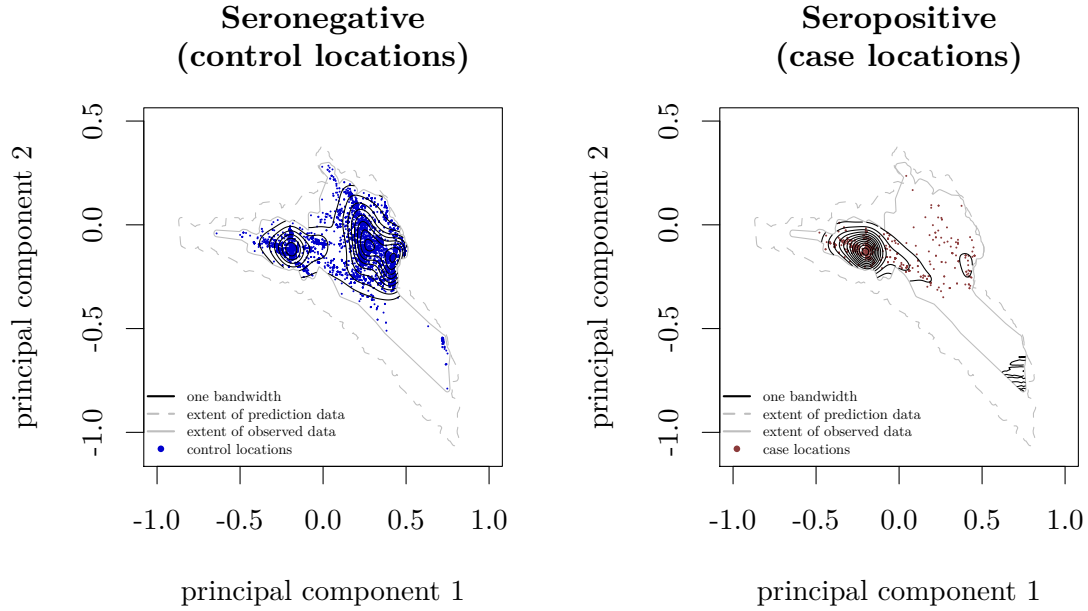 Seronegative
(control locations)
principal component 2
0.5
0.0
-0.5
-1.0
one bandwidth
extent of prediction data
extent of observed data
control locations
-1.0 -0.5 0.0 0.5 1.0
principal component 1
Seropositive
(case locations)
principal component 2
0.5
0.0
-0.5
-1.0
one bandwidth
extent of prediction data
extent of observed data
case locations
-1.0 -0.5 0.0 0.5 1.0
principal component 1